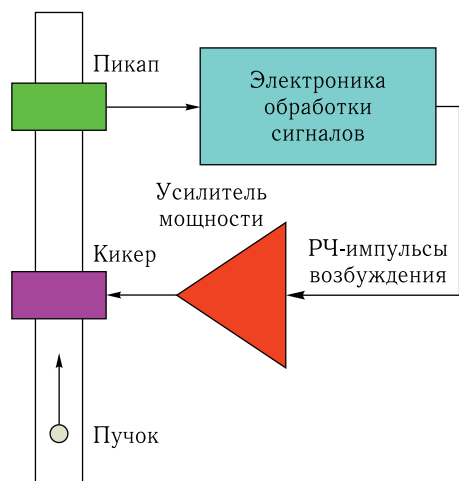 Пикап
Электроника
обработки
сигналов
Усилитель
мощности
РЧ-импульсы
возбуждения
Кикер
Пучок